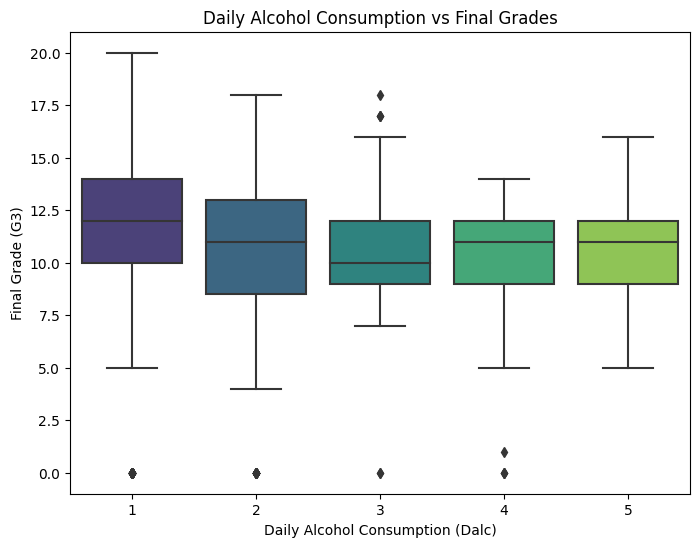 Daily Alcohol Consumption vs Final Grades
20.0
17.5
15.0
12.5
10.0
7.5
5.0
2.5
0.0
Final Grade (G3)
1 2 3 4 5
Daily Alcohol Consumption (Dalc)